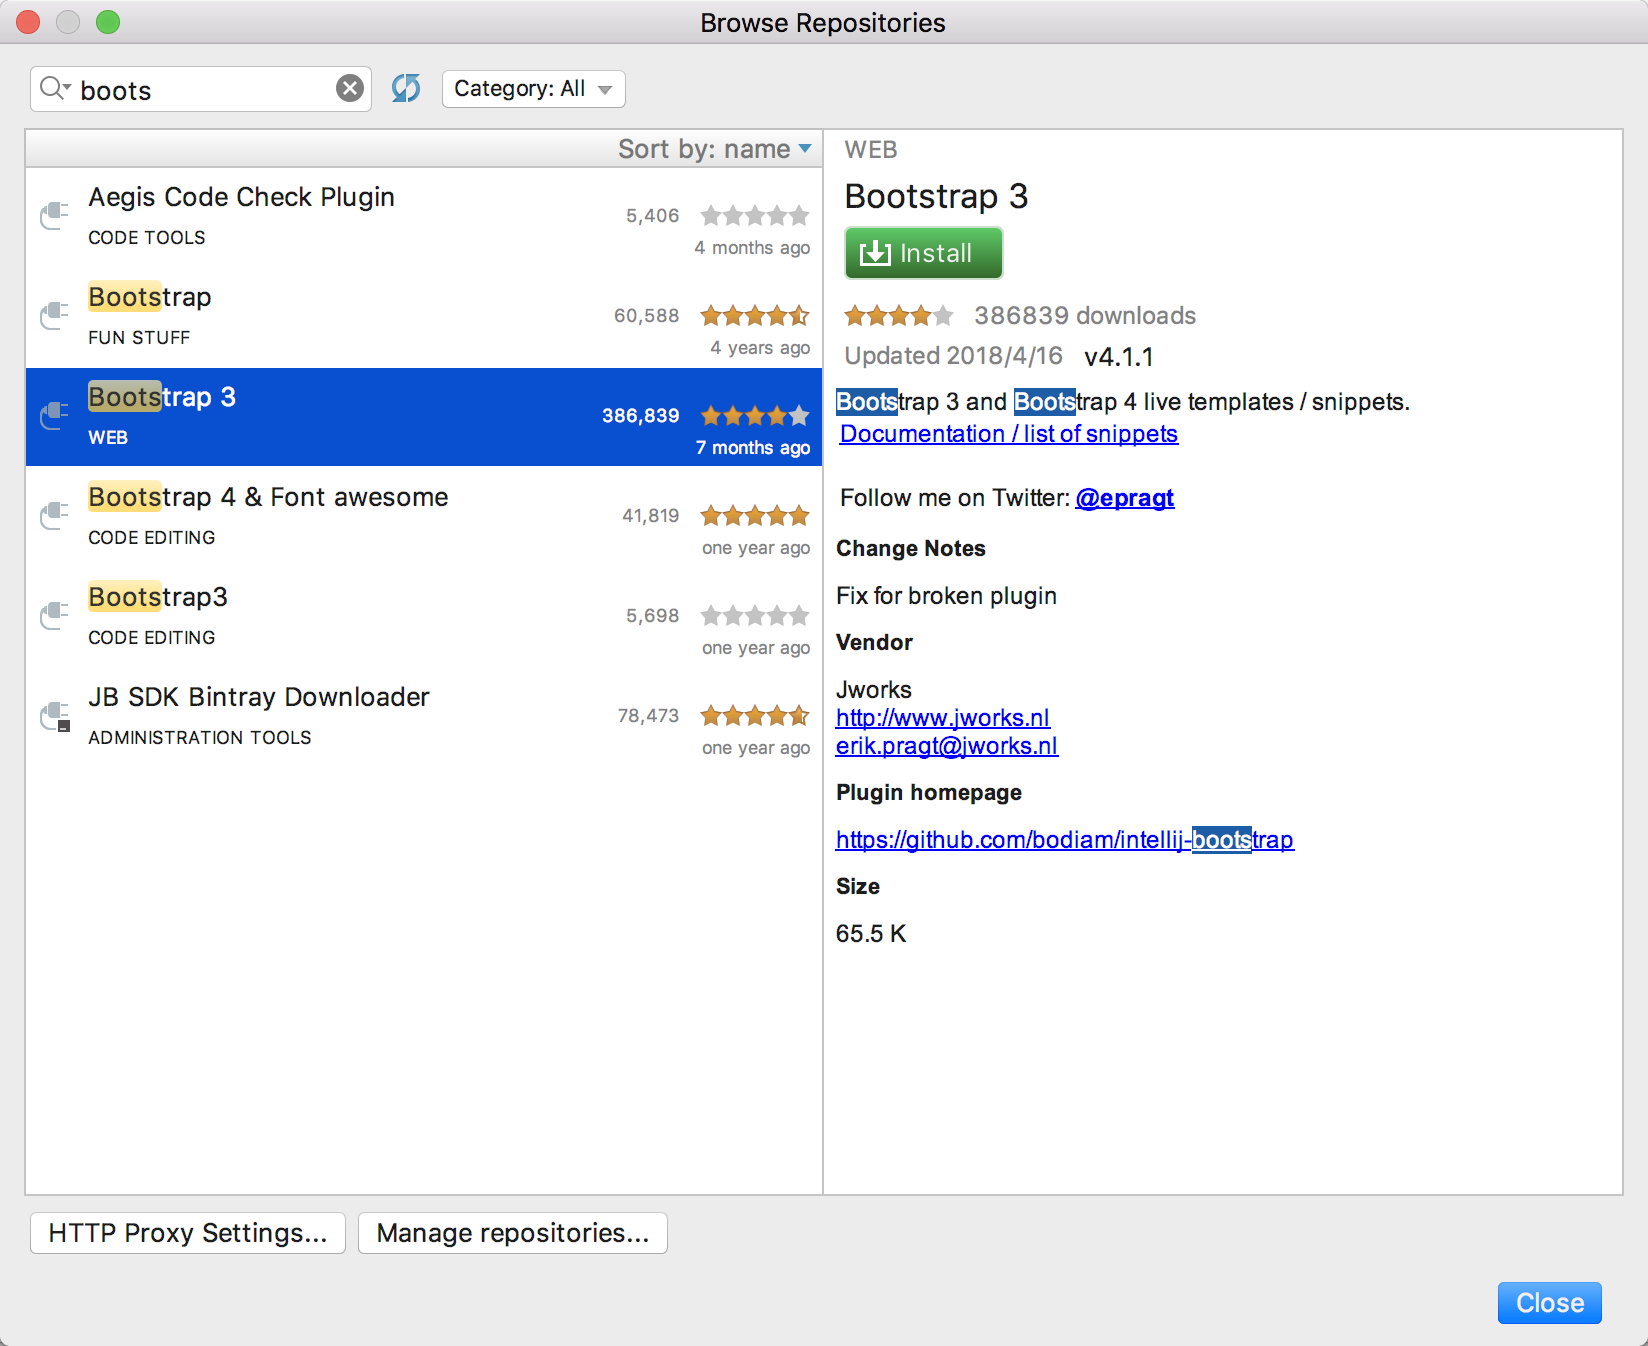 Browse Repositories
boots
Category: All
Sort by: name
Aegis Code Check Plugin
5,406
CODE TOOLS
4 months ago
Bootstrap
60,588
FUN STUFF
4 years ago
Bootstrap 3
386,839
WEB
7 months ago
Bootstrap 4 & Font awesome
41,819
CODE EDITING
one year ago
Bootstrap3
5,698
CODE EDITING
one year ago
JB SDK Bintray Downloader
78,473
ADMINISTRATION TOOLS
one year ago
WEB
Bootstrap 3
Install
386839 downloads
Updated 2018/4/16 v4.1.1
Bootstrap 3 and Bootstrap 4 live templates / snippets.
Documentation / list of snippets
Follow me on Twitter: @epragt
Change Notes
Fix for broken plugin
Vendor
Jworks
http://www.jworks.nl
erik.pragt@jworks.nl
Plugin homepage
https://github.com/bodiam/intellij-bootstrap
Size
65.5 K
HTTP Proxy Settings...
Manage repositories...
Close